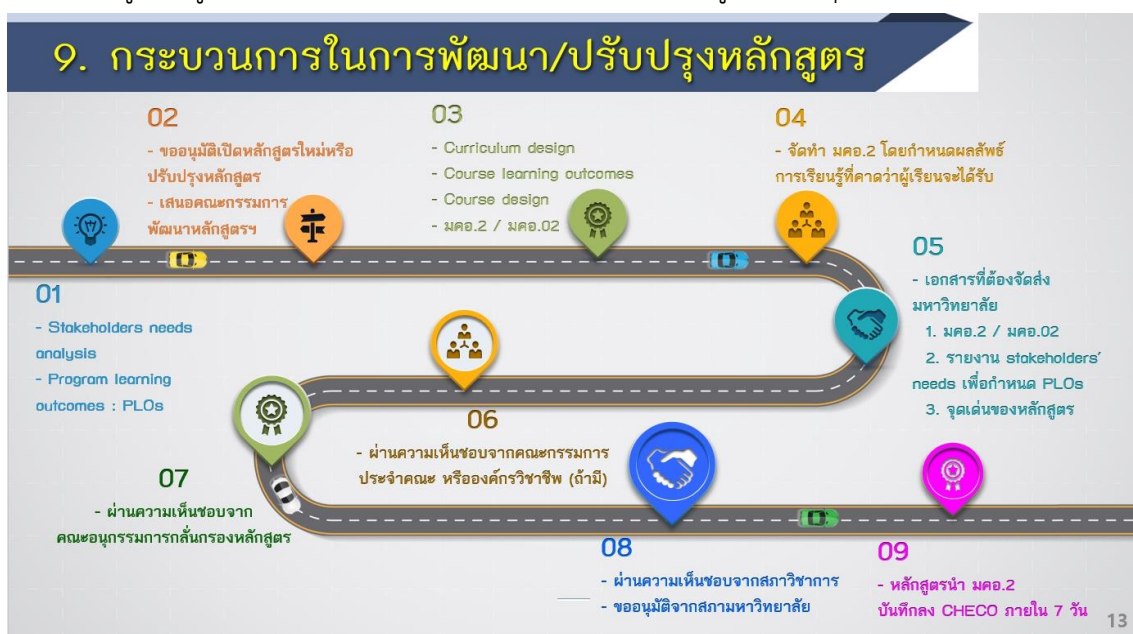 9. กระบวนการในการพัฒนา/ปรับปรุงหลักสูตร
01
- Stakeholders needs
analysis
- Program learning
outcomes : PLOs
02
- ขออนุมัติเปิดหลักสูตรใหม่หรือ
ปรับปรุงหลักสูตร
- เสนอคณะกรรมการ
พัฒนาหลักสูตรฯ
03
- Curriculum design
- Course learning outcomes
- Course design
- มคอ.2 / มคอ.02
04
- จัดทำ มคอ.2 โดยกำหนดผลลัพธ์
การเรียนรู้ที่คาดว่าผู้เรียนจะได้รับ
05
- เอกสารที่ต้องจัดส่ง
มหาวิทยาลัย
1. มคอ.2 / มคอ.02
2. รายงาน stakeholders'
needs เพื่อกำหนด PLOs
3. จุดเด่นของหลักสูตร
06
- ผ่านความเห็นชอบจากคณะกรรมการ
ประจำคณะ หรือองค์กรวิชาชีพ (ถ้ามี)
07
- ผ่านความเห็นชอบจาก
คณะอนุกรรมการกลั่นกรองหลักสูตร
08
- ผ่านความเห็นชอบจากสภาวิชาการ
- ขออนุมัติจากสภามหาวิทยาลัย
09
- หลักสูตรนำ มคอ.2
บันทึกลง CHECO ภายใน 7 วัน
13